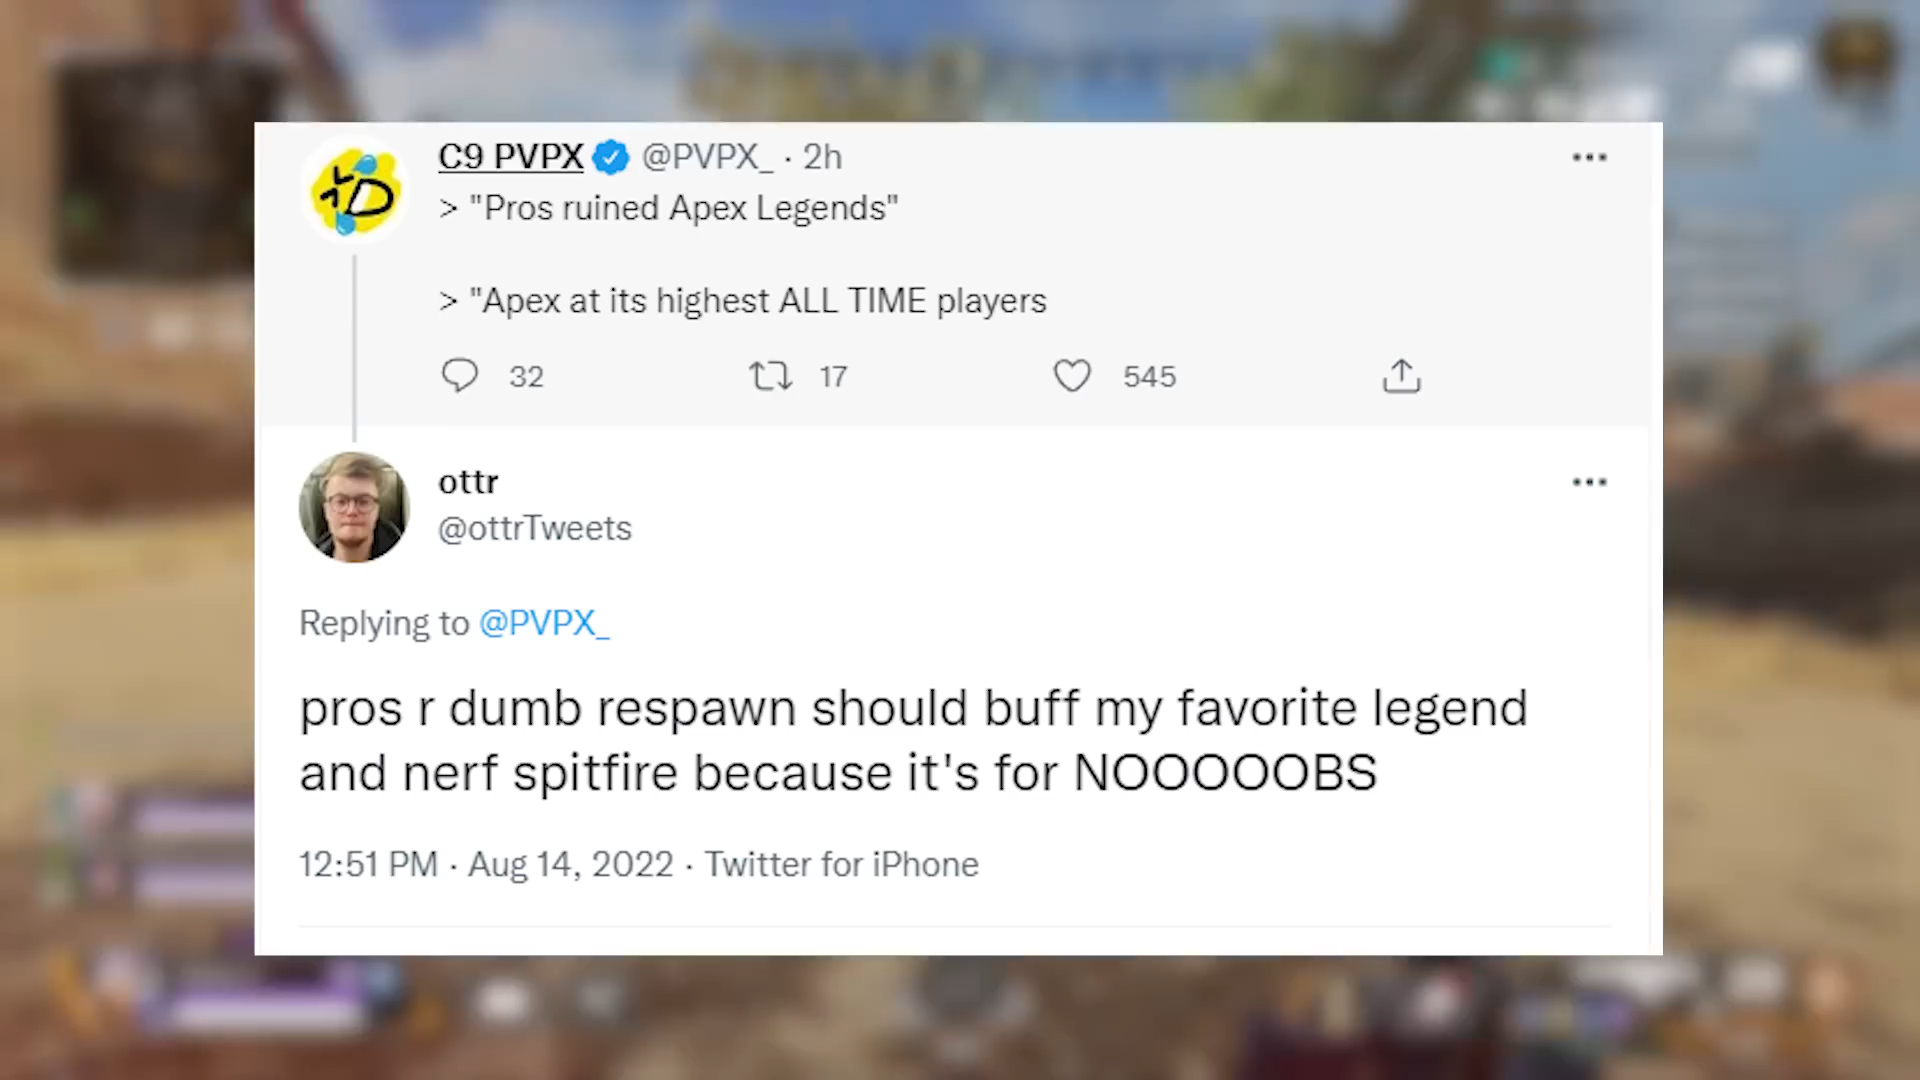 C9 PVPX @PVPX_ · 2h
> "Pros ruined Apex Legends"
> "Apex at its highest ALL TIME players
32 17 545
ottr
@ottrTweets
Replying to @PVPX_
pros r dumb respawn should buff my favorite legend
and nerf spitfire because it's for NOOOOOBS
12:51 PM · Aug 14, 2022 · Twitter for iPhone